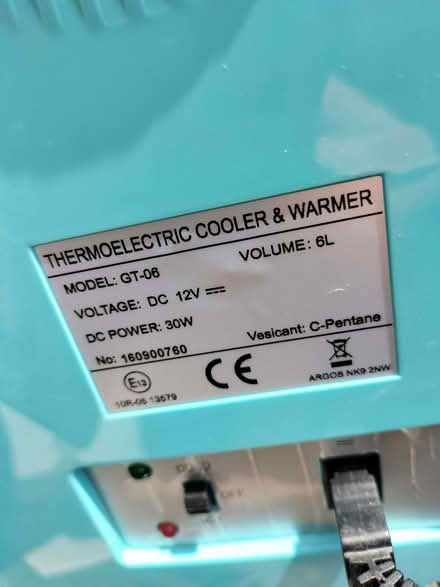 THERMOELECTRIC COOLER & WARMER
MODEL: GT-06
VOLUME: 6L
VOLTAGE: DC 12V
DC POWER: 30W
Vesicant: C-Pentane
No: 160900760
E13
CE
10R-05 13579
ARGOS NK9 2NW
OFF